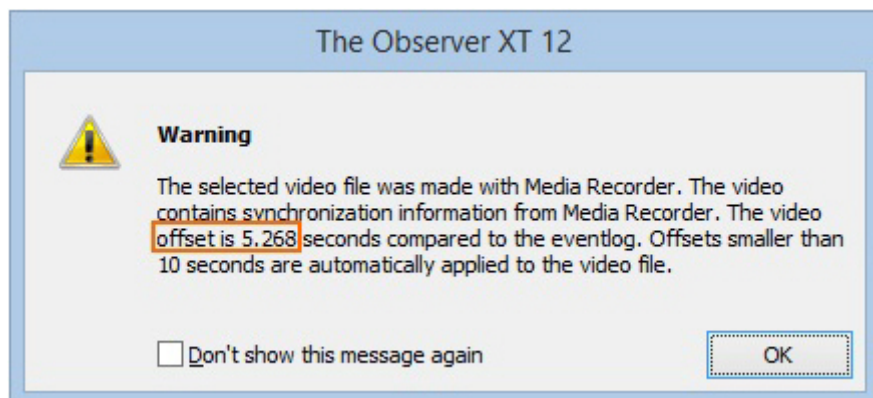 The Observer XT 12
Warning
The selected video file was made with Media Recorder. The video
contains synchronization information from Media Recorder. The video
offset is 5.268 seconds compared to the eventlog. Offsets smaller than
10 seconds are automatically applied to the video file.
Don't show this message again
OK